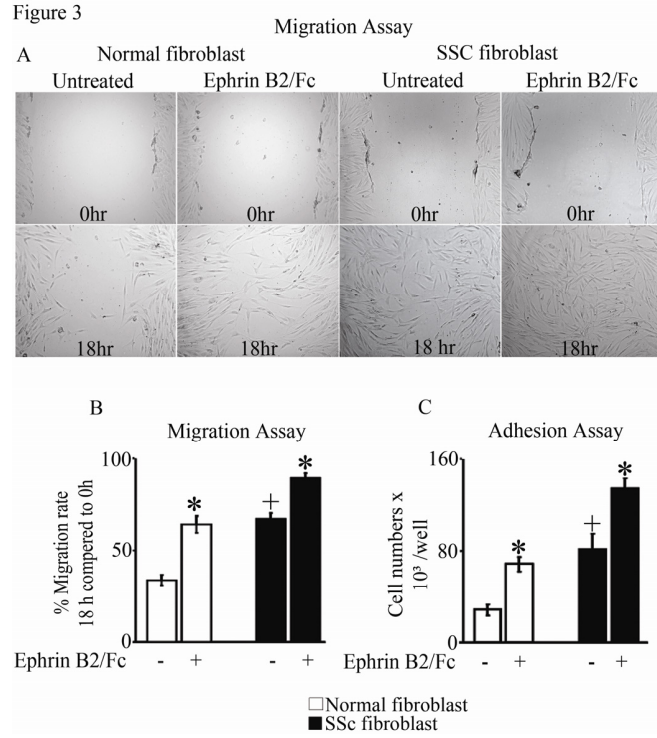 Figure 3
Migration Assay
A
Normal fibroblast
SSC fibroblast
Untreated
Ephrin B2/Fc
Untreated
Ephrin B2/Fc
0hr
0hr
0hr
0hr
18hr
18hr
18 hr
18hr
B
Migration Assay
% Migration rate
18 h compered to 0h
100
50
0
*
+
*
Ephrin B2/Fc
-
+
-
+
C
Adhesion Assay
Cell numbers x
10³ /well
160
80
0
*
+
*
Ephrin B2/Fc
-
+
-
+
Normal fibroblast
SSc fibroblast